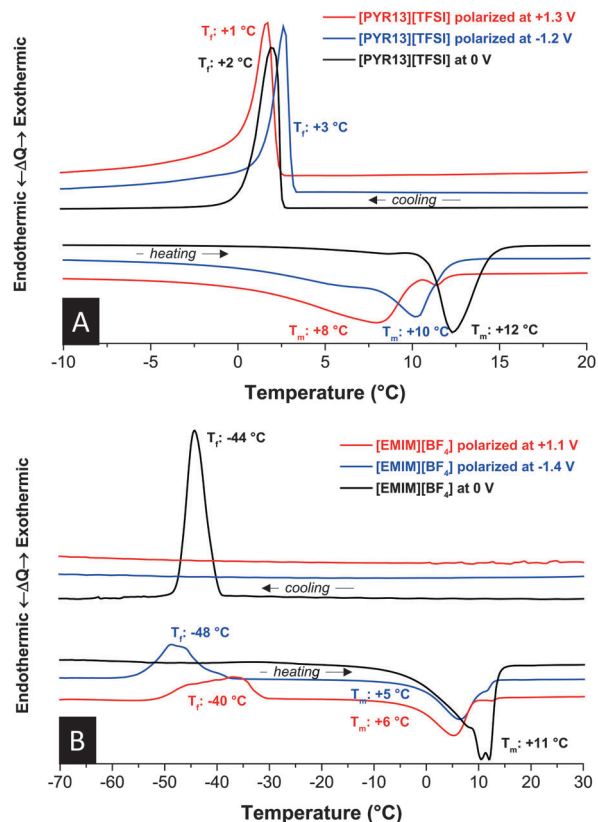 [PYR13][TFSI] polarized at +1.3 V
[PYR13][TFSI] polarized at -1.2 V
[PYR13][TFSI] at 0 V
T_f: +1 °C
T_f: +2 °C
T_f: +3 °C
← cooling
heating →
T_m: +8 °C
T_m: +10 °C
T_m: +12 °C
Endothermic ←ΔQ→ Exothermic
A
-10 -5 0 5 10 15 20
Temperature (°C)
[EMIM][BF₄] polarized at +1.1 V
[EMIM][BF₄] polarized at -1.4 V
[EMIM][BF₄] at 0 V
T_f: -44 °C
← cooling
T_f: -48 °C
heating →
T_f: -40 °C
T_m: +5 °C
T_m: +6 °C
T_m: +11 °C
Endothermic ←ΔQ→ Exothermic
B
-70 -60 -50 -40 -30 -20 -10 0 10 20 30
Temperature (°C)